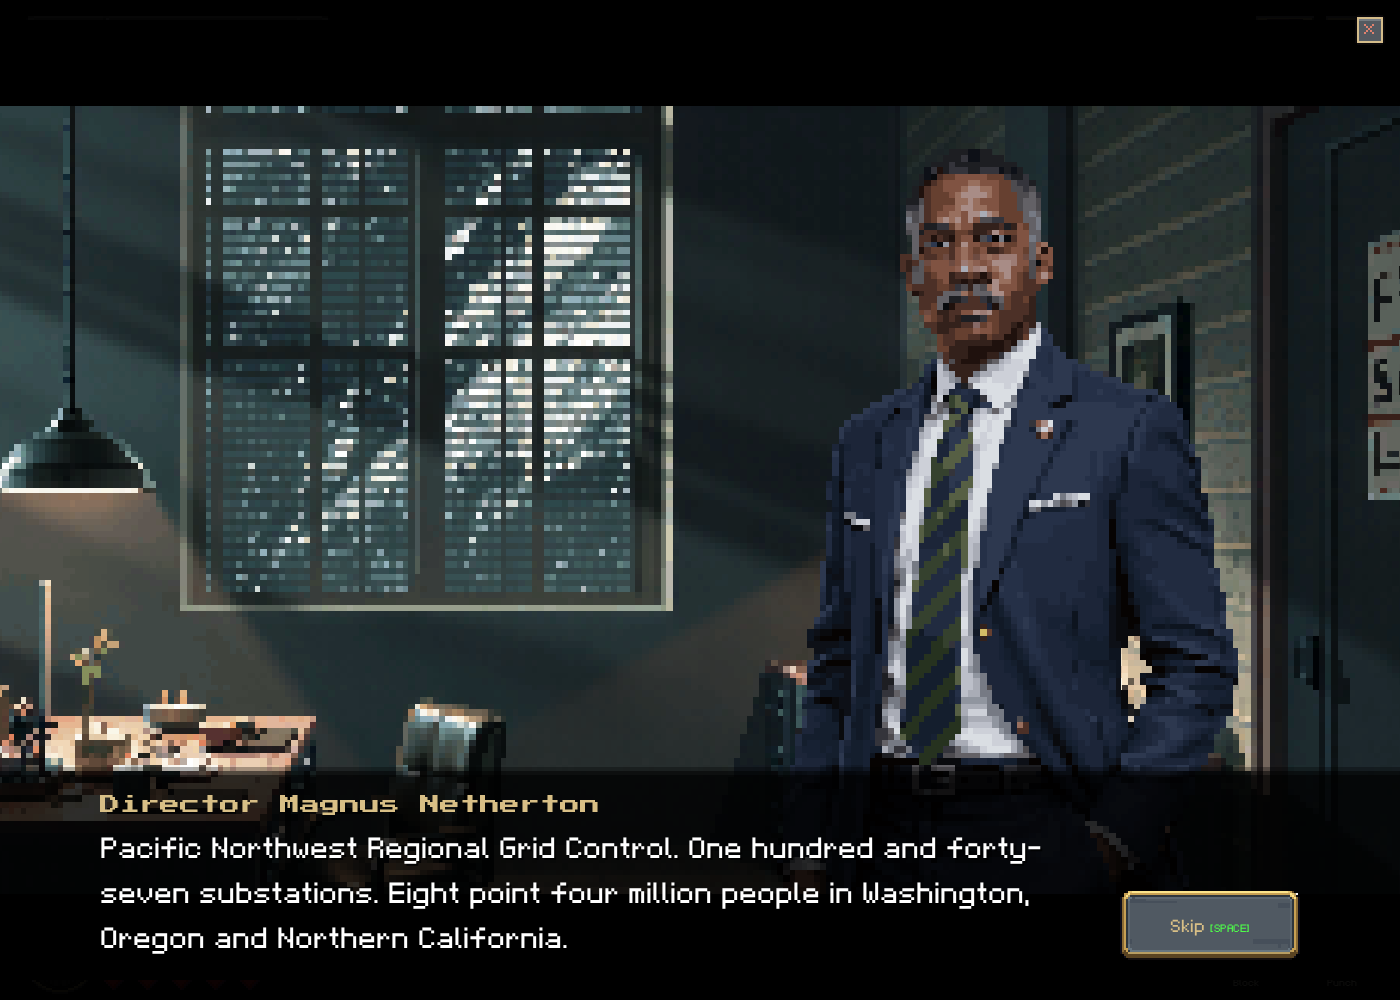 Director Magnus Netherton
Pacific Northwest Regional Grid Control. One hundred and forty-
seven substations. Eight point four million people in Washington,
Oregon and Northern California.
Skip [SPACE]